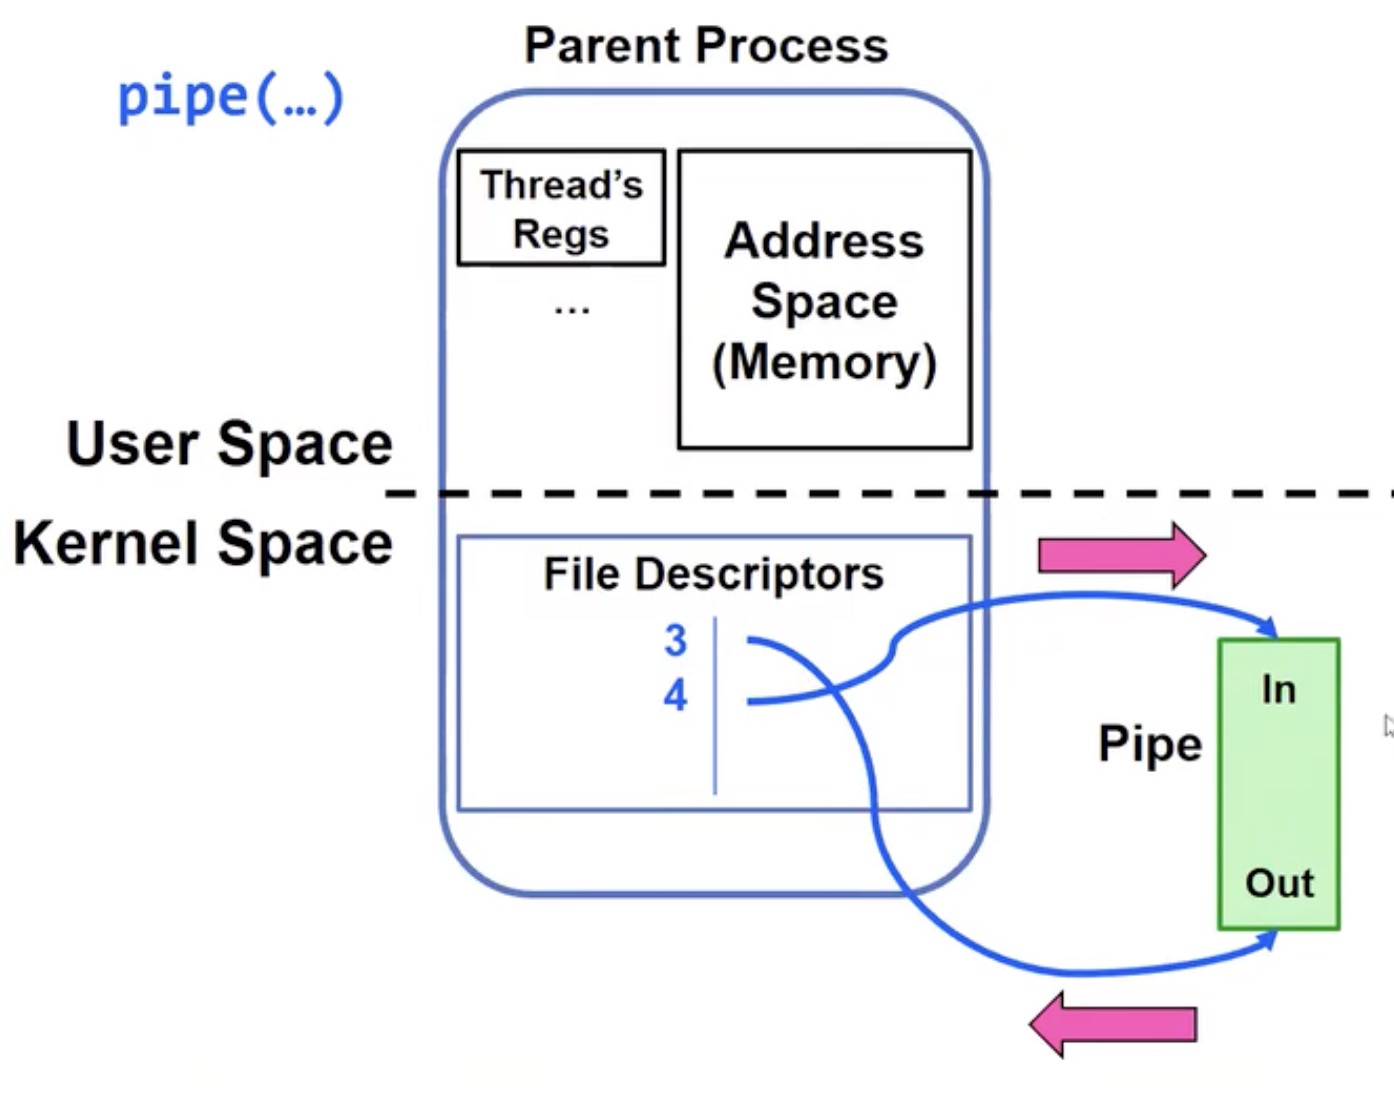 Parent Process
pipe(…)
Thread’s
Regs
…
Address
Space
(Memory)
User Space
Kernel Space
File Descriptors
3
4
In
Pipe
Out